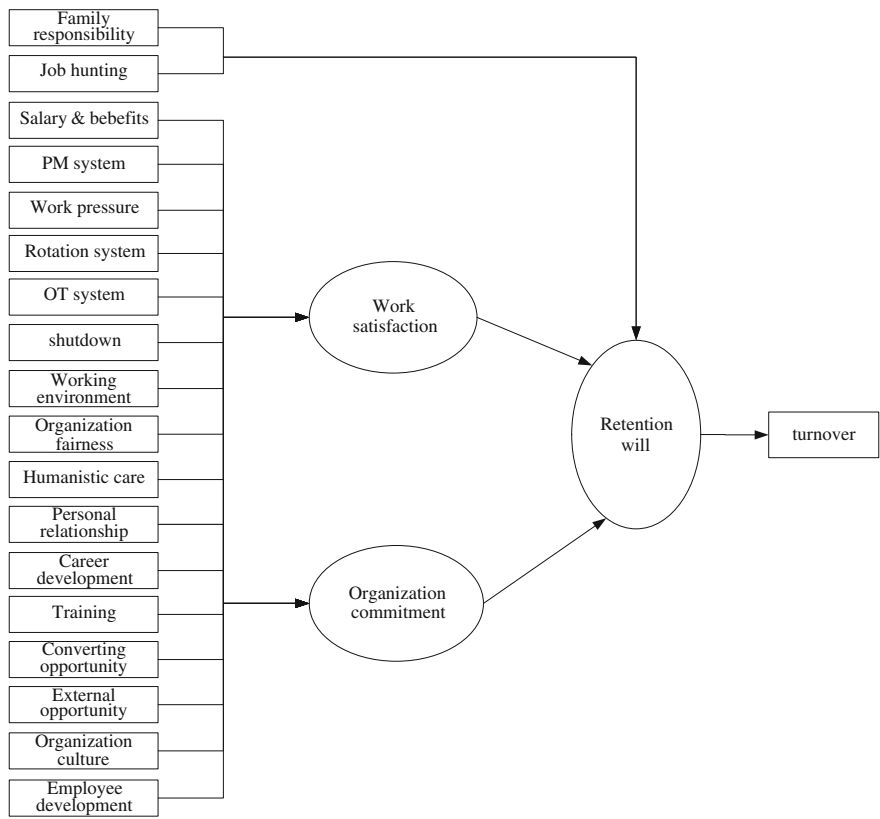 Family
responsibility
Job hunting
Salary & bebefits
PM system
Work pressure
Rotation system
OT system
shutdown
Working
environment
Organization
fairness
Humanistic care
Personal
relationship
Career
development
Training
Converting
opportunity
External
opportunity
Organization
culture
Employee
development
Work
satisfaction
Organization
commitment
Retention
will
turnover